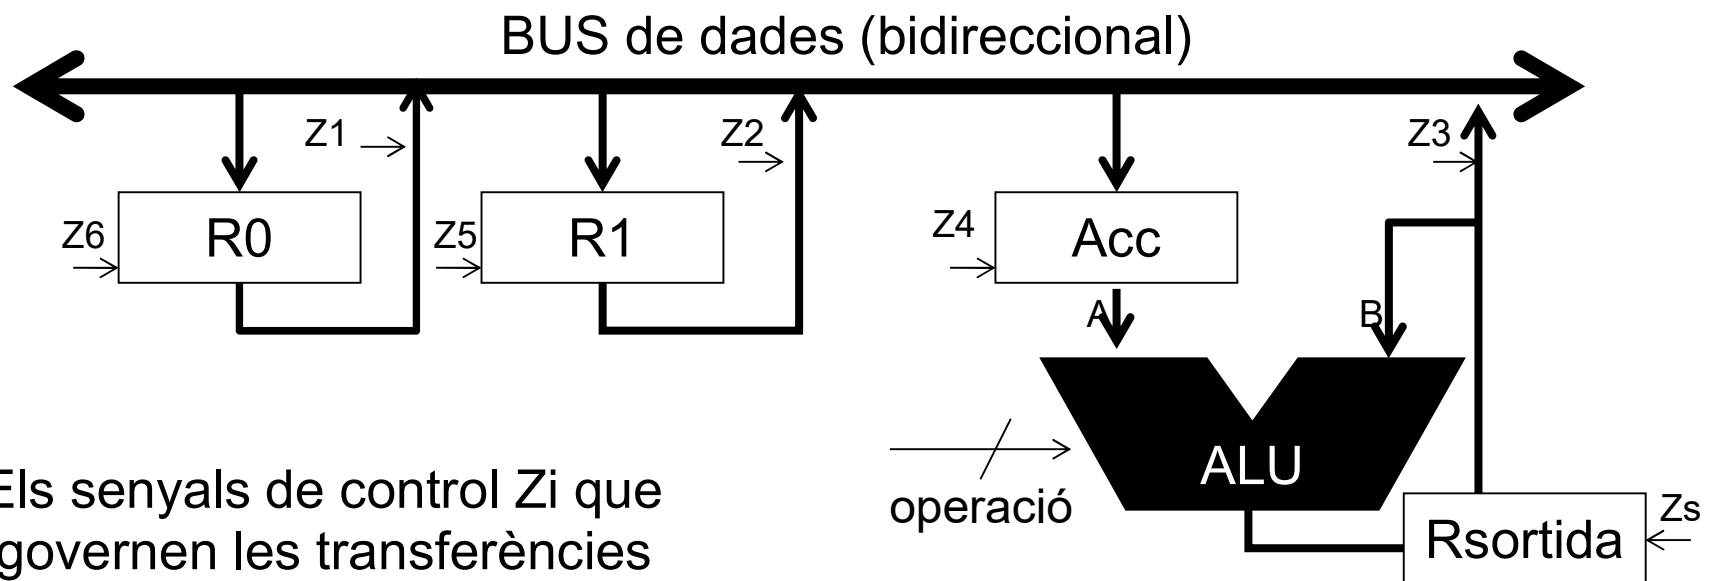 BUS de dades (bidireccional)
Z1
Z2
Z3
Z6
R0
Z5
R1
Z4
Acc
A
B
ALU
operació
Rsortida
Zs
Els senyals de control Zi que
governen les transferències